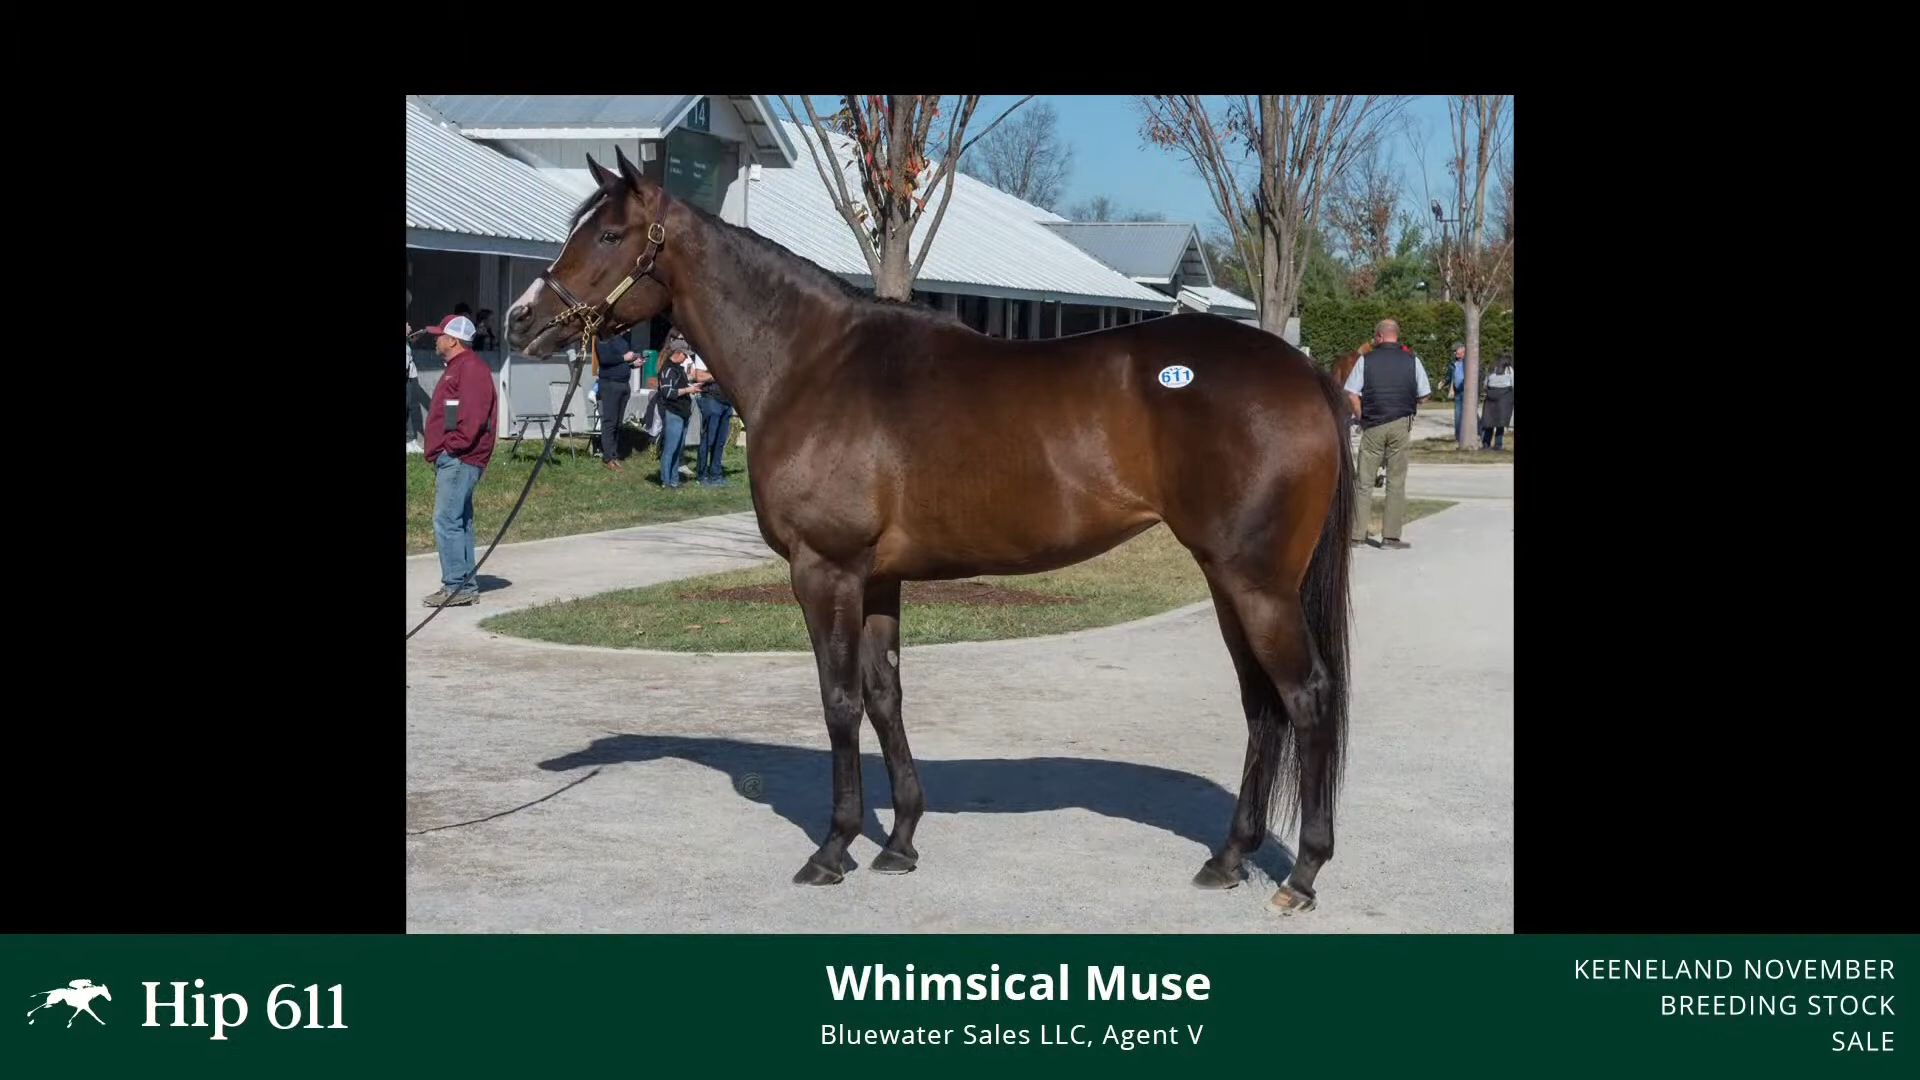 14
611
Hip 611
Whimsical Muse
Bluewater Sales LLC, Agent V
KEENELAND NOVEMBER
BREEDING STOCK
SALE